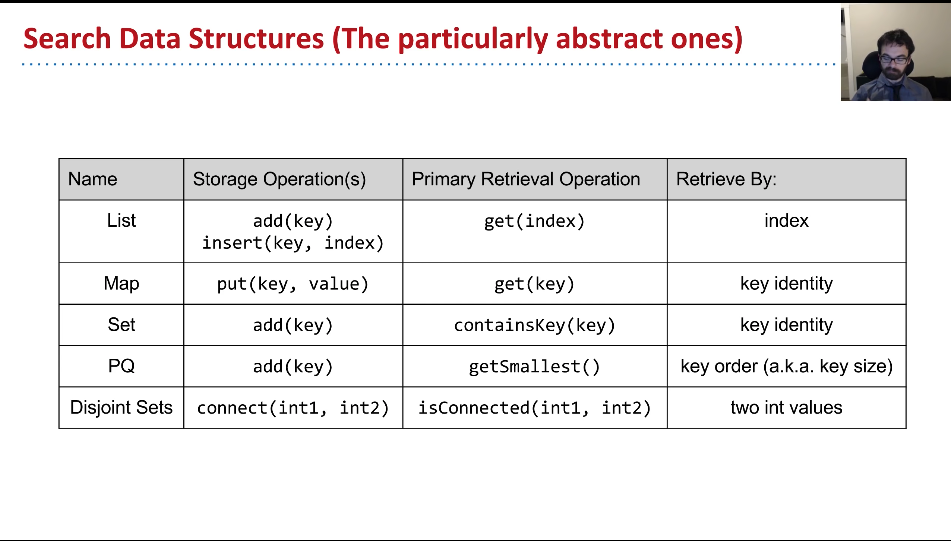 Search Data Structures (The particularly abstract ones)
Name Storage Operation(s) Primary Retrieval Operation Retrieve By:
List add(key) get(index) index
insert(key, index)
Map put(key, value) get(key) key identity
Set add(key) containsKey(key) key identity
PQ add(key) getSmallest() key order (a.k.a. key size)
Disjoint Sets connect(int1, int2) isConnected(int1, int2) two int values